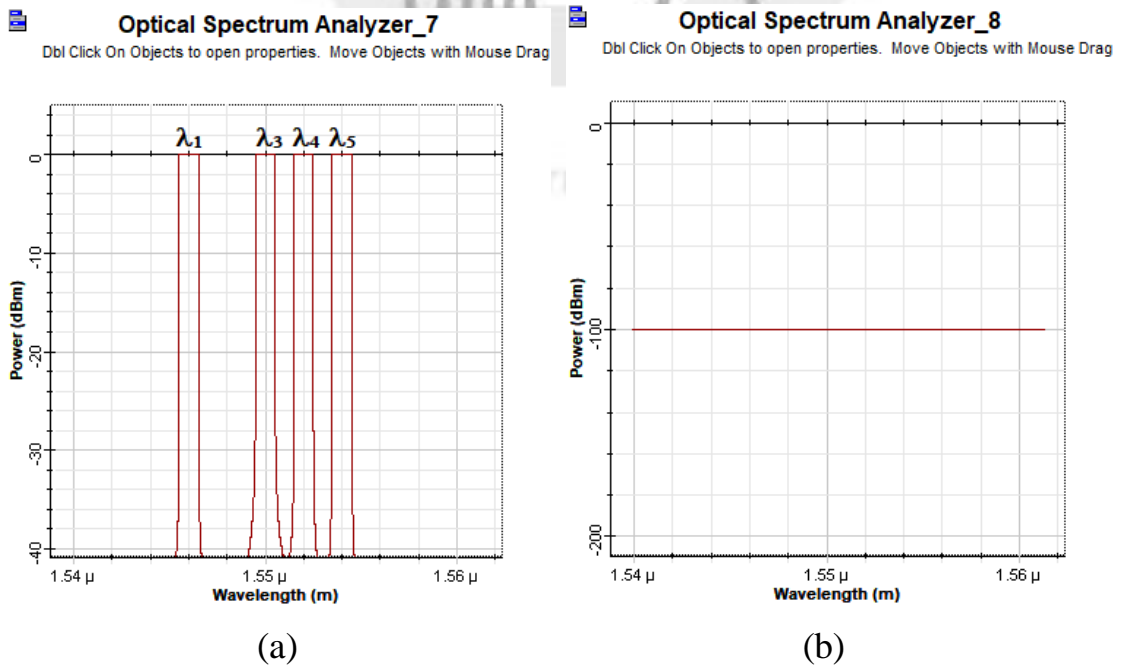 Optical Spectrum Analyzer_7
Dbl Click On Objects to open properties. Move Objects with Mouse Drag
λ1 λ3 λ4 λ5
0
-10
-20
-30
-40
Power (dBm)
1.54 µ 1.55 µ 1.56 µ
Wavelength (m)
(a)
Optical Spectrum Analyzer_8
Dbl Click On Objects to open properties. Move Objects with Mouse Drag
0
-100
-200
Power (dBm)
1.54 µ 1.55 µ 1.56 µ
Wavelength (m)
(b)